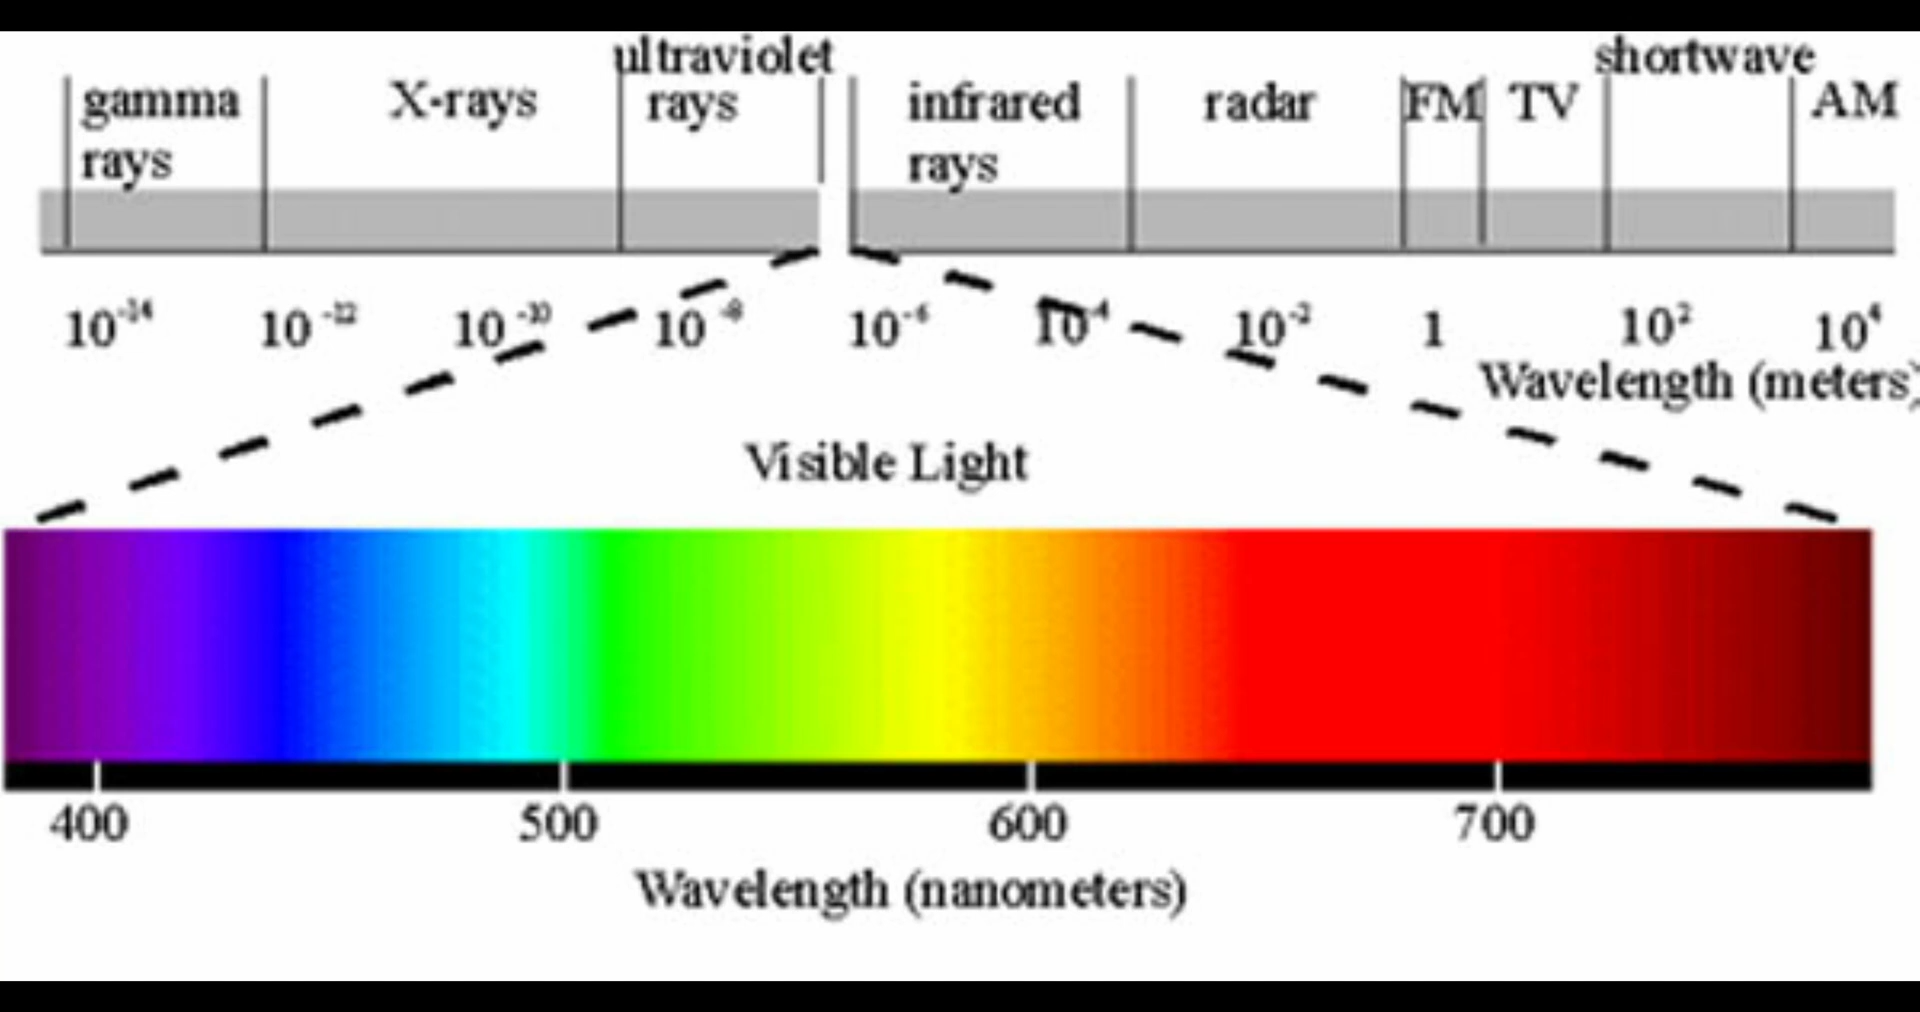 ultraviolet shortwave
gamma X-rays rays infrared radar FM TV AM
rays rays
10⁻¹⁴ 10⁻¹² 10⁻¹⁰ 10⁻⁸ 10⁻⁶ 10⁻⁴ 10⁻² 1 10² 10⁴
Wavelength (meters)
Visible Light
400 500 600 700
Wavelength (nanometers)